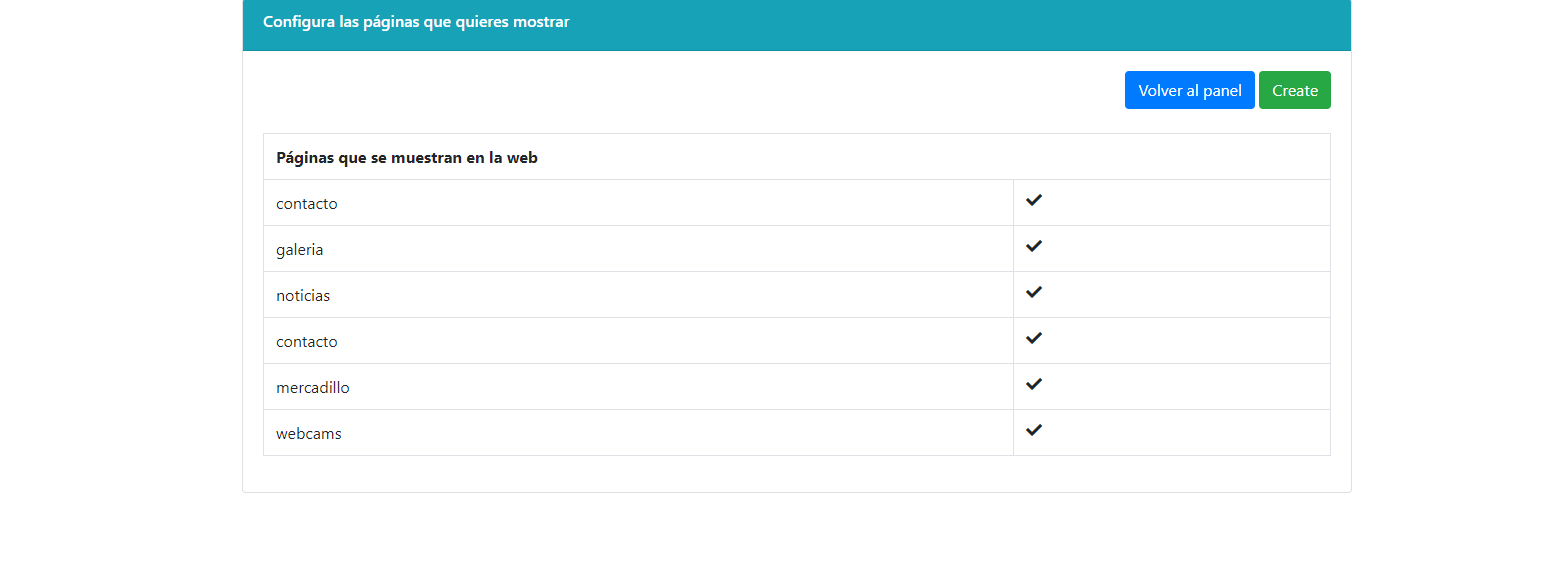 Configura las páginas que quieres mostrar
Volver al panel Create
Páginas que se muestran en la web
contacto
galeria
noticias
contacto
mercadillo
webcams